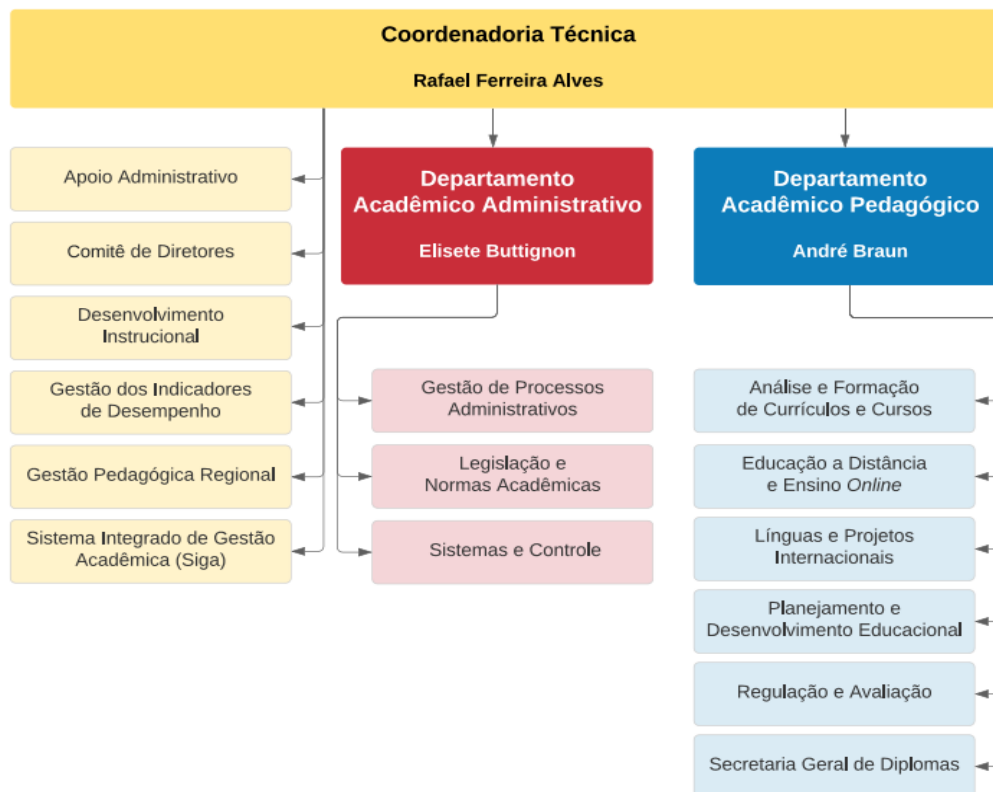 Coordenadoria Técnica
Rafael Ferreira Alves
Apoio Administrativo
Comitê de Diretores
Desenvolvimento
Instrucional
Gestão dos Indicadores
de Desempenho
Gestão Pedagógica Regional
Sistema Integrado de Gestão
Acadêmica (Siga)
Departamento
Acadêmico Administrativo
Elisete Buttignon
Gestão de Processos
Administrativos
Legislação e
Normas Acadêmicas
Sistemas e Controle
Departamento
Acadêmico Pedagógico
André Braun
Análise e Formação
de Currículos e Cursos
Educação a Distância
e Ensino Online
Línguas e Projetos
Internacionais
Planejamento e
Desenvolvimento Educacional
Regulação e Avaliação
Secretaria Geral de Diplomas